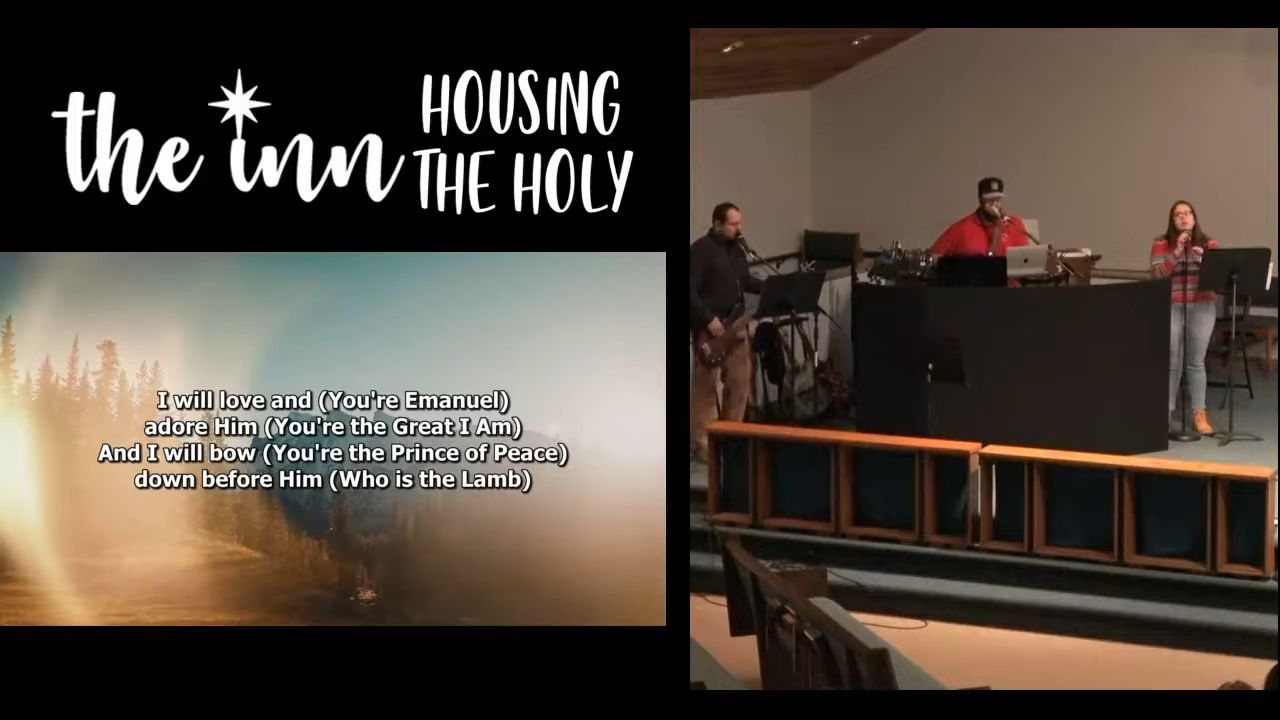 the inn
HOUSING
THE HOLY
I will love and (You're Emanuel)
adore Him (You're the Great I Am)
And I will bow (You're the Prince of Peace)
down before Him (Who is the Lamb)